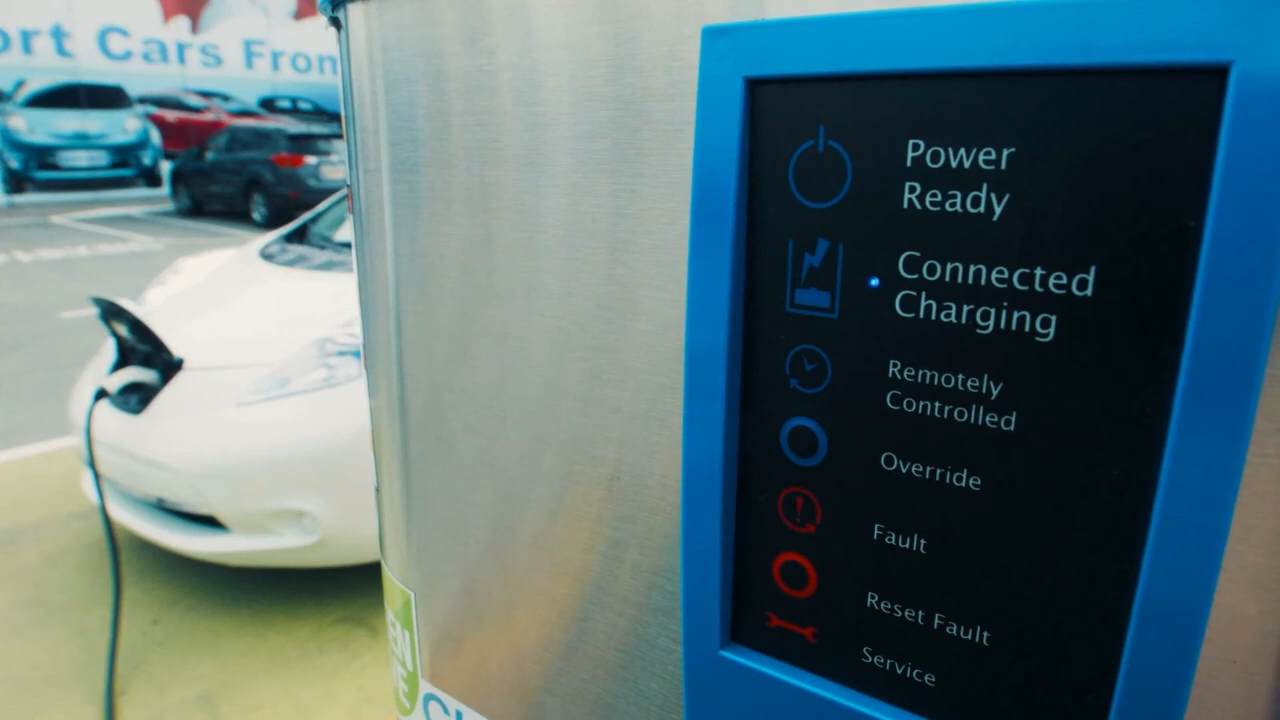 ort Cars From
Power
Ready
Connected
Charging
Remotely
Controlled
Override
Fault
Reset Fault
Service